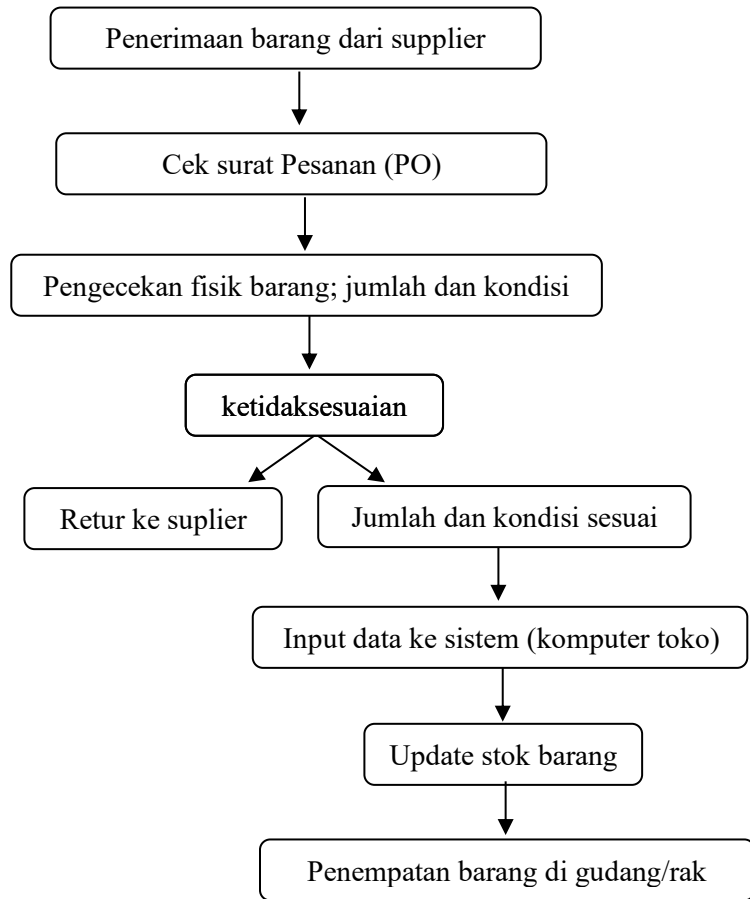 Penerimaan barang dari supplier
Cek surat Pesanan (PO)
Pengecekan fisik barang; jumlah dan kondisi
ketidaksesuaian
Retur ke suplier
Jumlah dan kondisi sesuai
Input data ke sistem (komputer toko)
Update stok barang
Penempatan barang di gudang/rak